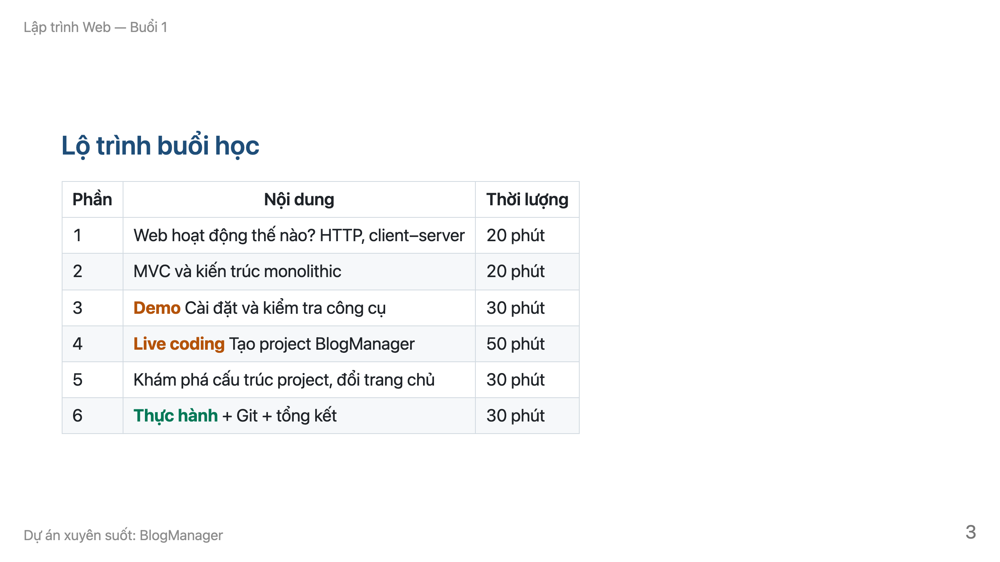 Lập trình Web — Buổi 1
Lộ trình buổi học
Phần Nội dung Thời lượng
1 Web hoạt động thế nào? HTTP, client–server 20 phút
2 MVC và kiến trúc monolithic 20 phút
3 Demo Cài đặt và kiểm tra công cụ 30 phút
4 Live coding Tạo project BlogManager 50 phút
5 Khám phá cấu trúc project, đổi trang chủ 30 phút
6 Thực hành + Git + tổng kết 30 phút
Dự án xuyên suốt: BlogManager
3